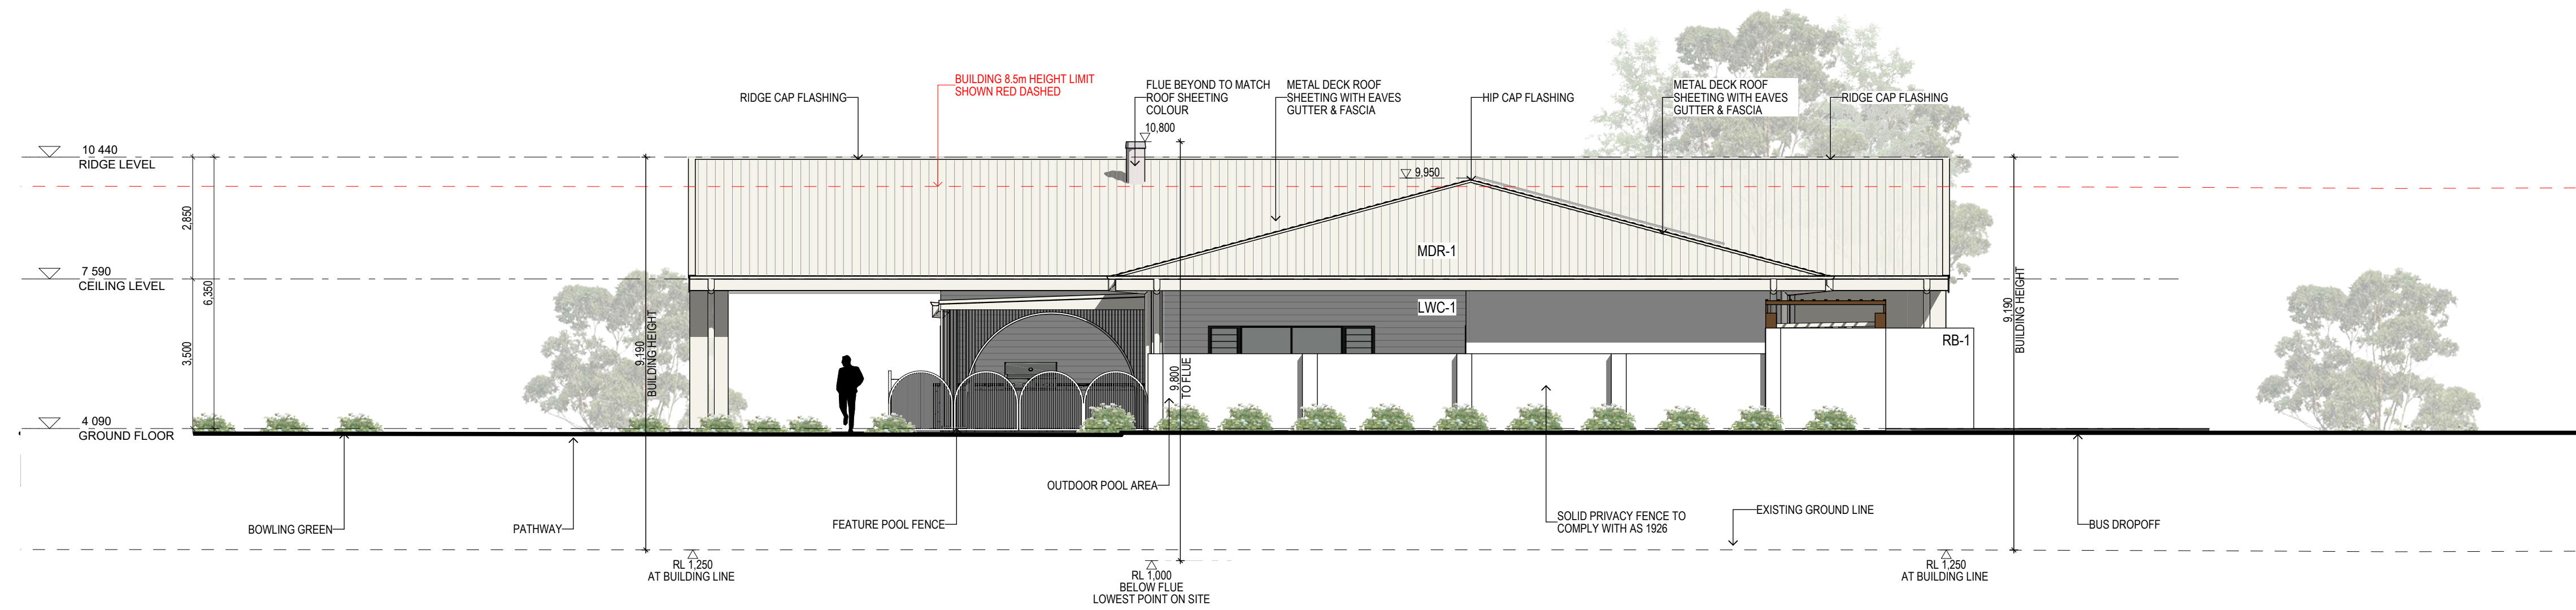 BUILDING 8.5m HEIGHT LIMIT
SHOWN RED DASHED
RIDGE CAP FLASHING
FLUE BEYOND TO MATCH
ROOF SHEETING
COLOUR
METAL DECK ROOF
SHEETING WITH EAVES
GUTTER & FASCIA
HIP CAP FLASHING
METAL DECK ROOF
SHEETING WITH EAVES
GUTTER & FASCIA
RIDGE CAP FLASHING
10,800
10 440
RIDGE LEVEL
9,950
2,850
MDR-1
7 590
CEILING LEVEL
6,350
LWC-1
RB-1
3,500
9,190
BUILDING HEIGHT
9,800
TO FLUE
9,190
BUILDING HEIGHT
4 090
GROUND FLOOR
OUTDOOR POOL AREA
BOWLING GREEN
PATHWAY
FEATURE POOL FENCE
SOLID PRIVACY FENCE TO
COMPLY WITH AS 1926
EXISTING GROUND LINE
BUS DROPOFF
RL 1,250
AT BUILDING LINE
RL 1,000
BELOW FLUE
LOWEST POINT ON SITE
RL 1,250
AT BUILDING LINE